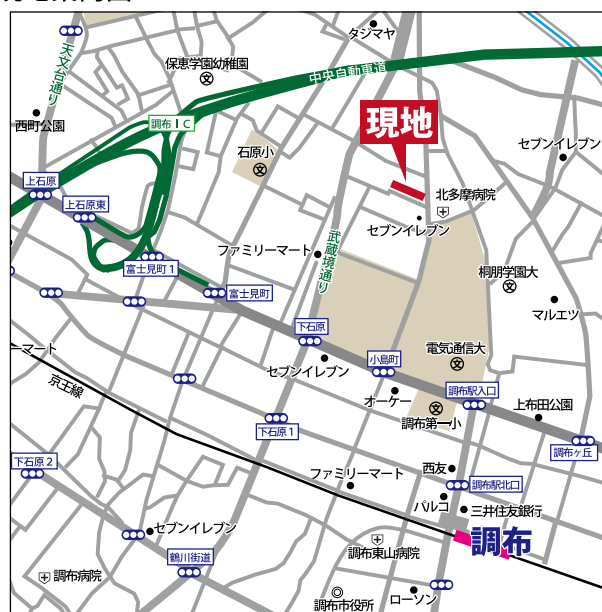 タジマヤ
天文台通り
保恵学園幼稚園
中央自動車道
西町公園
調布IC
現地
石原小
セブンイレブン
上石原
北多摩病院
上石原東
セブンイレブン
武蔵境通り
ファミリーマート
富士見町1
桐朋学園大
富士見町
マルエツ
下石原
ーマート
電気通信大
小島町
セブンイレブン
京王線
調布駅入口
オーケー
上布田公園
調布第一小
下石原1
調布ヶ丘
下石原2
西友
ファミリーマート
調布駅北口
パルコ
三井住友銀行
セブンイレブン
調布
調布東山病院
鶴川街道
調布病院
ローソン
調布市役所